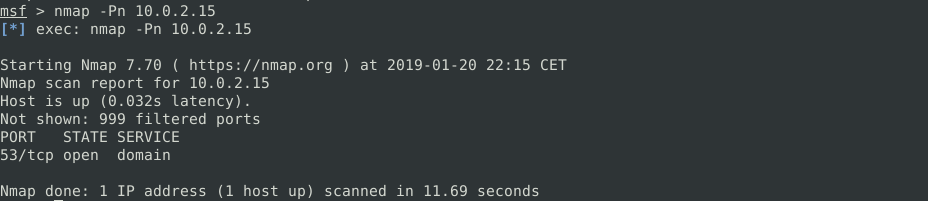 msf > nmap -Pn 10.0.2.15
[*] exec: nmap -Pn 10.0.2.15

Starting Nmap 7.70 ( https://nmap.org ) at 2019-01-20 22:15 CET
Nmap scan report for 10.0.2.15
Host is up (0.032s latency).
Not shown: 999 filtered ports
PORT   STATE SERVICE
53/tcp open  domain

Nmap done: 1 IP address (1 host up) scanned in 11.69 seconds